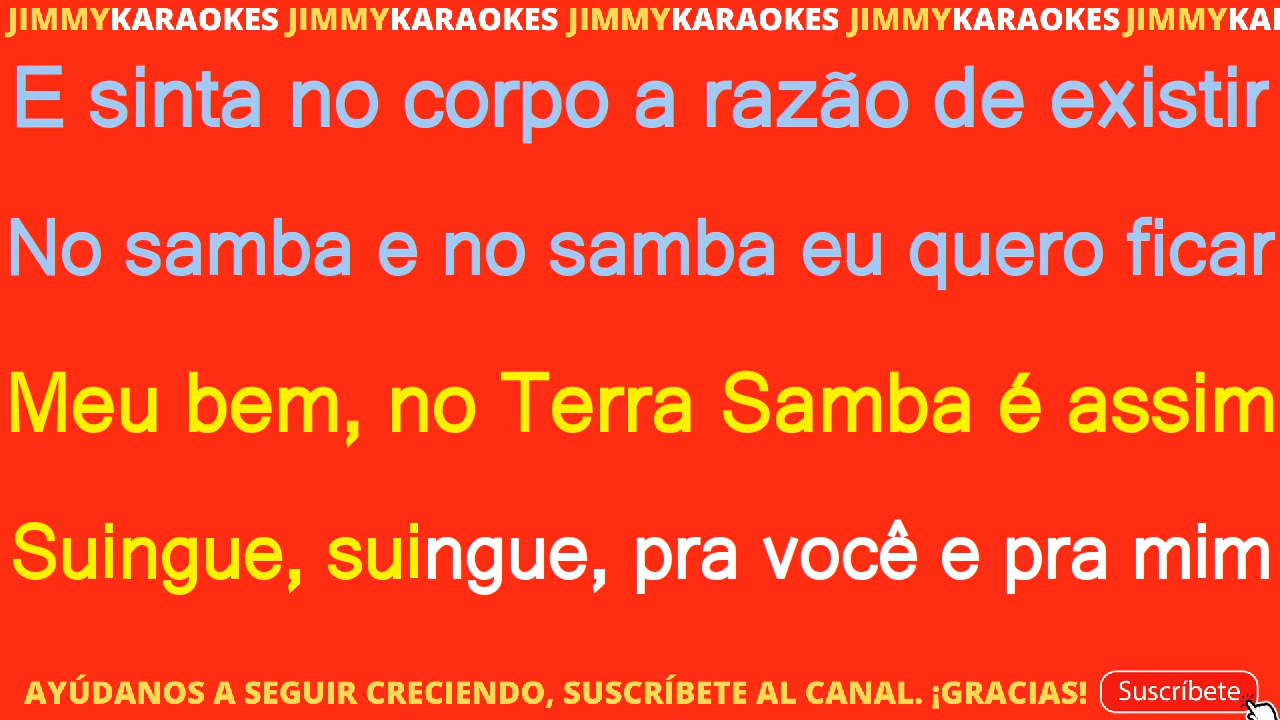 JIMMYKARAOKES JIMMYKARAOKES JIMMYKARAOKES JIMMYKARAOKES JIMMYKA
E sinta no corpo a razão de existir
No samba e no samba eu quero ficar
Meu bem, no Terra Samba é assim
Suingue, suingue, pra você e pra mim
AYÚDANOS A SEGUIR CRECIENDO, SUSCRÍBETE AL CANAL. ¡GRACIAS! Suscríbete